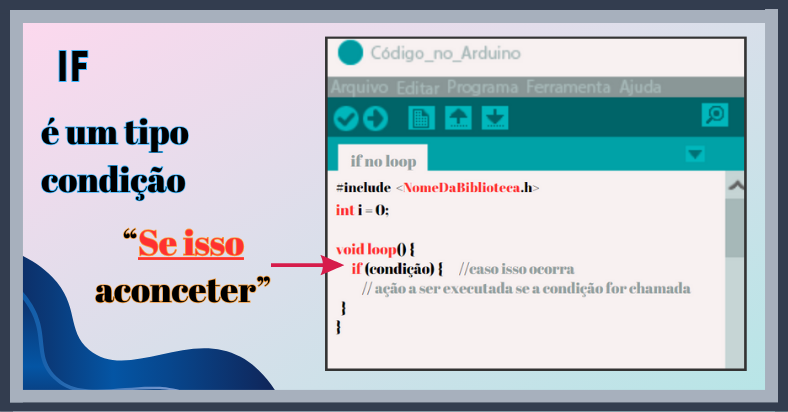 IF
é um tipo
condição
“Se isso
aconceter”
Código_no_Arduino
Arquivo Editar Programa Ferramenta Ajuda
if no loop
#include <NomeDaBiblioteca.h>
int i = 0;
void loop() {
if (condição) { //caso isso ocorra
// ação a ser executada se a condição for chamada
}
}